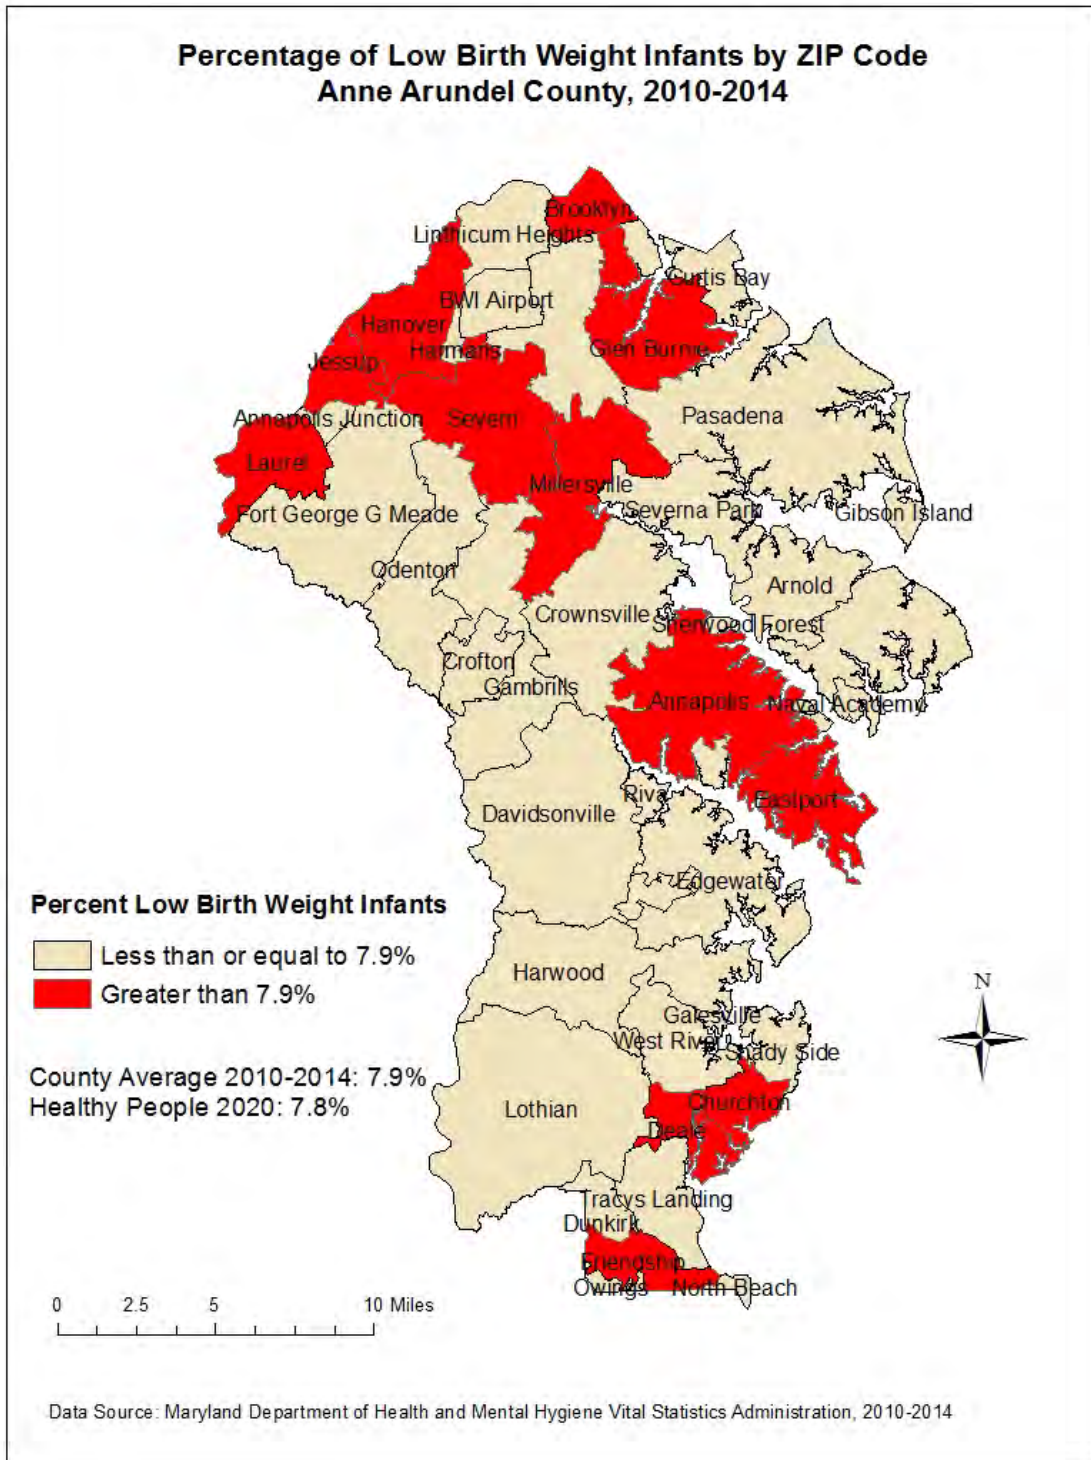 Percentage of Low Birth Weight Infants by ZIP Code
Anne Arundel County, 2010-2014
Brooklyn
Linthicum Heights
Curtis Bay
BWI Airport
Hanover
Harmans
Glen Burnie
Jessup
Pasadena
Annapolis Junction
Severn
Laurel
Millersville
Severna Park
Gibson Island
Fort George G Meade
Odenton
Arnold
Crownsville
Sherwood Forest
Crofton
Gambrills
Annapolis
Naval Academy
Riva
Eastport
Davidsonville
Edgewater
Percent Low Birth Weight Infants
Less than or equal to 7.9%
Greater than 7.9%
Harwood
N
Galesville
West River
Shady Side
County Average 2010-2014: 7.9%
Healthy People 2020: 7.8%
Lothian
Churchton
Deale
Tracys Landing
Dunkirk
Friendship
Owings
North Beach
0 2.5 5 10 Miles
Data Source: Maryland Department of Health and Mental Hygiene Vital Statistics Administration, 2010-2014